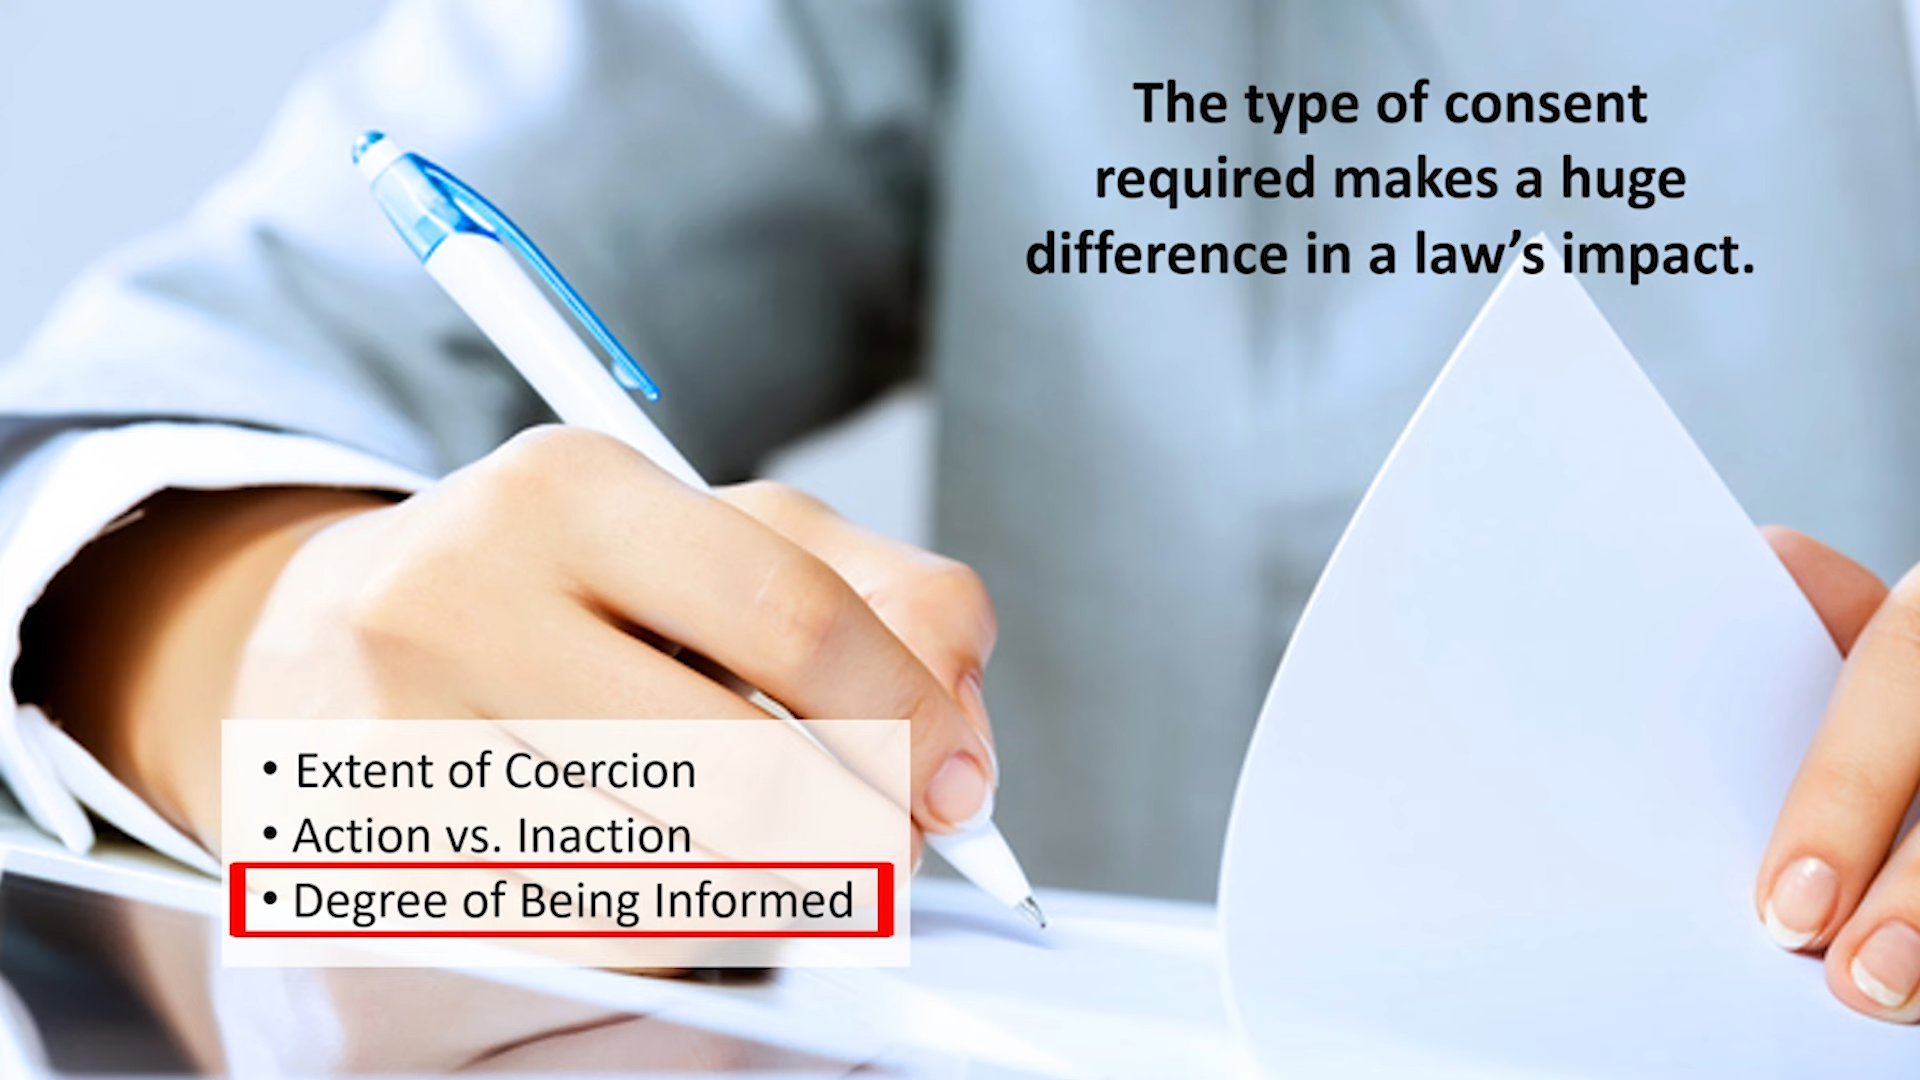 The type of consent
required makes a huge
difference in a law’s impact.
• Extent of Coercion
• Action vs. Inaction
• Degree of Being Informed